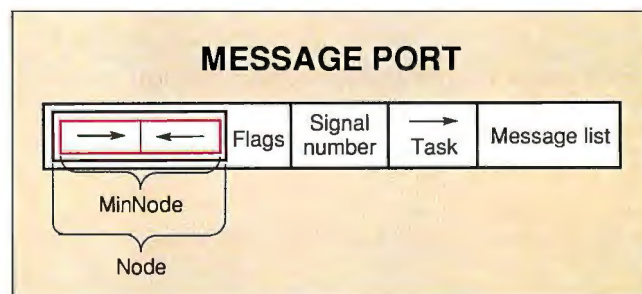 MESSAGE PORT
Flags
Signal
number
Task
Message list
MinNode
Node